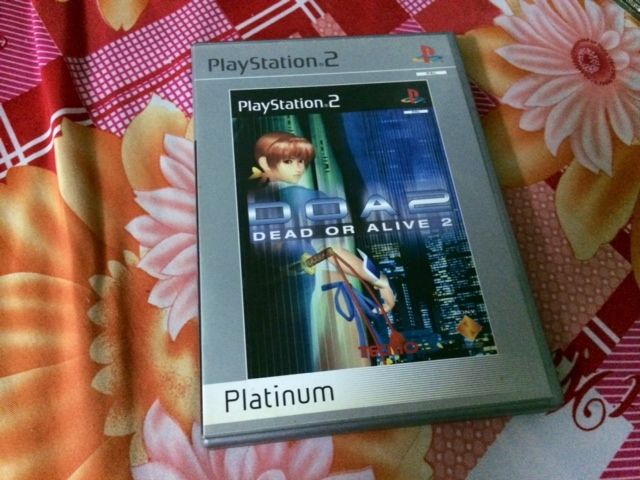 PlayStation 2
PlayStation 2
DOA2
DEAD OR ALIVE 2
TECMO
Platinum